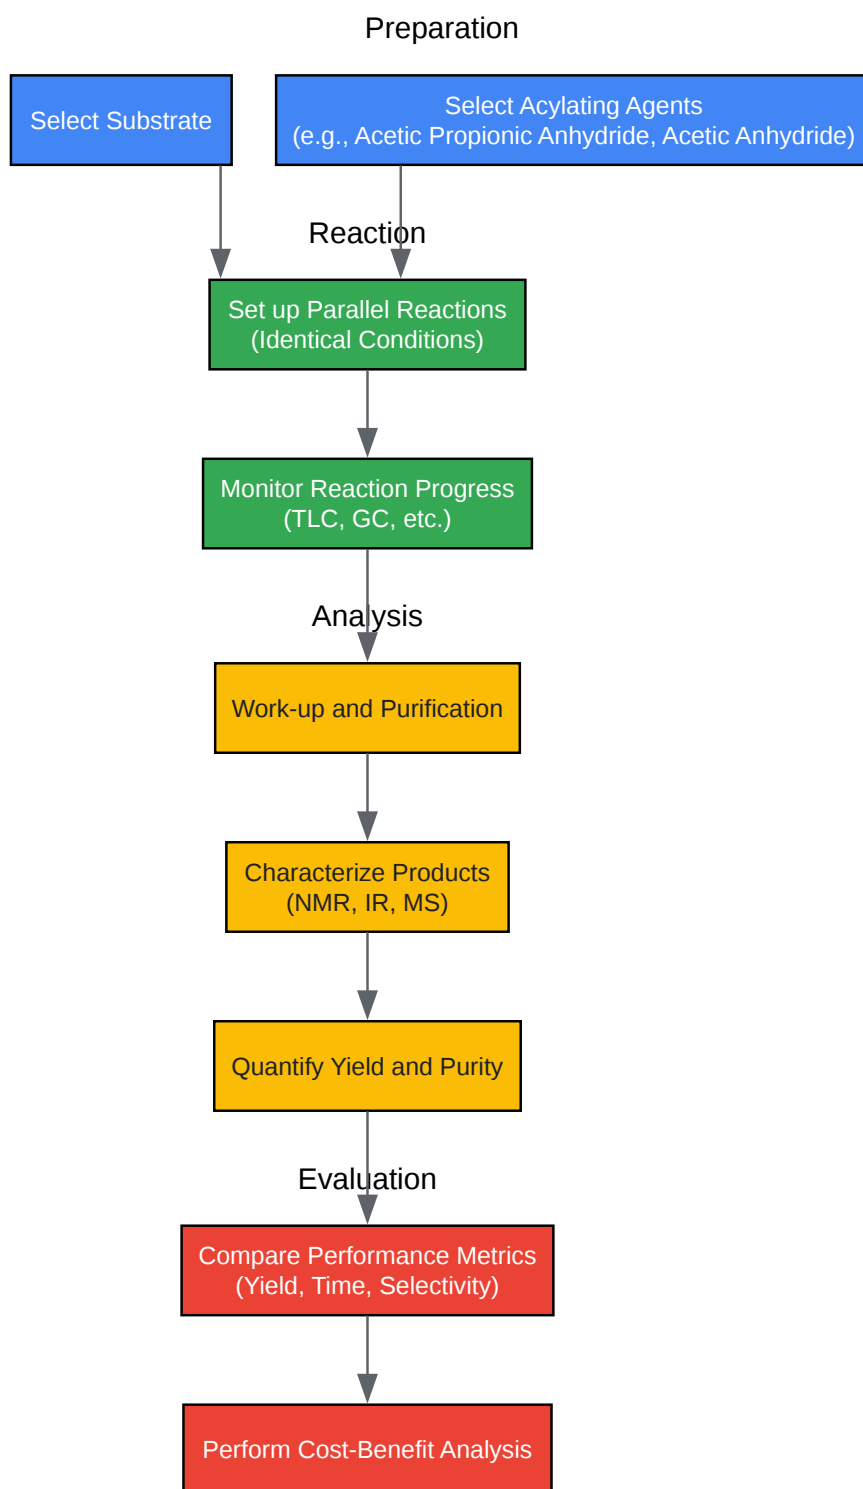 Preparation
Select Substrate
Select Acylating Agents
(e.g., Acetic Propionic Anhydride, Acetic Anhydride)
Reaction
Set up Parallel Reactions
(Identical Conditions)
Monitor Reaction Progress
(TLC, GC, etc.)
Analysis
Work-up and Purification
Characterize Products
(NMR, IR, MS)
Quantify Yield and Purity
Evaluation
Compare Performance Metrics
(Yield, Time, Selectivity)
Perform Cost-Benefit Analysis